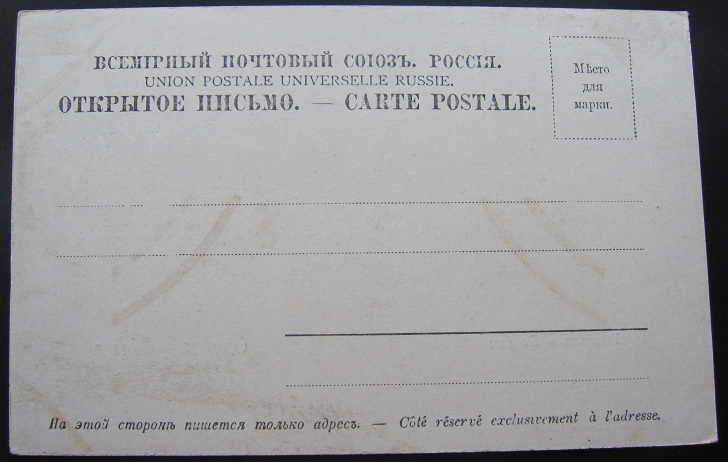 ВСЕМІРНЫЙ ПОЧТОВЫЙ СОЮЗЪ. РОССІЯ.
UNION POSTALE UNIVERSELLE RUSSIE.
ОТКРЫТОЕ ПИСЬМО. — CARTE POSTALE.
Мѣсто
для
марки.
На этой сторонѣ пишется только адресъ. — Côté réservé exclusivement à l'adresse.